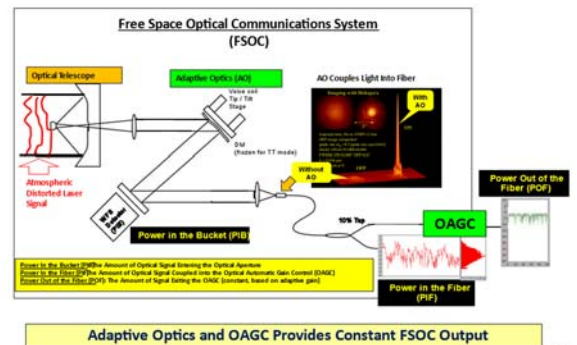 Free Space Optical Communications System
(FSOC)
Optical Telescope
Adaptive Optics (AO)
AO Couples Light Into Fiber
Voice coil
Tip / Tilt
Stage
With
AO
DM
(frozen for TT mode)
Atmospheric
Distorted Laser
Signal
Without
AO
Power in the Bucket (PIB)
Power Out of the
Fiber (POF)
10% Tap
OAGC
Power In the Bucket (PIB) The Amount of Optical Signal Entering the Optical Aperture
Power In the Fiber (PIF) The Amount of Optical Signal Coupled into the Optical Automatic Gain Control (OAGC)
Power Out of the Fiber (POF): The Amount of Signal Exiting the OAGC (constant, based on adaptive gain)
Power in the Fiber
(PIF)
Adaptive Optics and OAGC Provides Constant FSOC Output